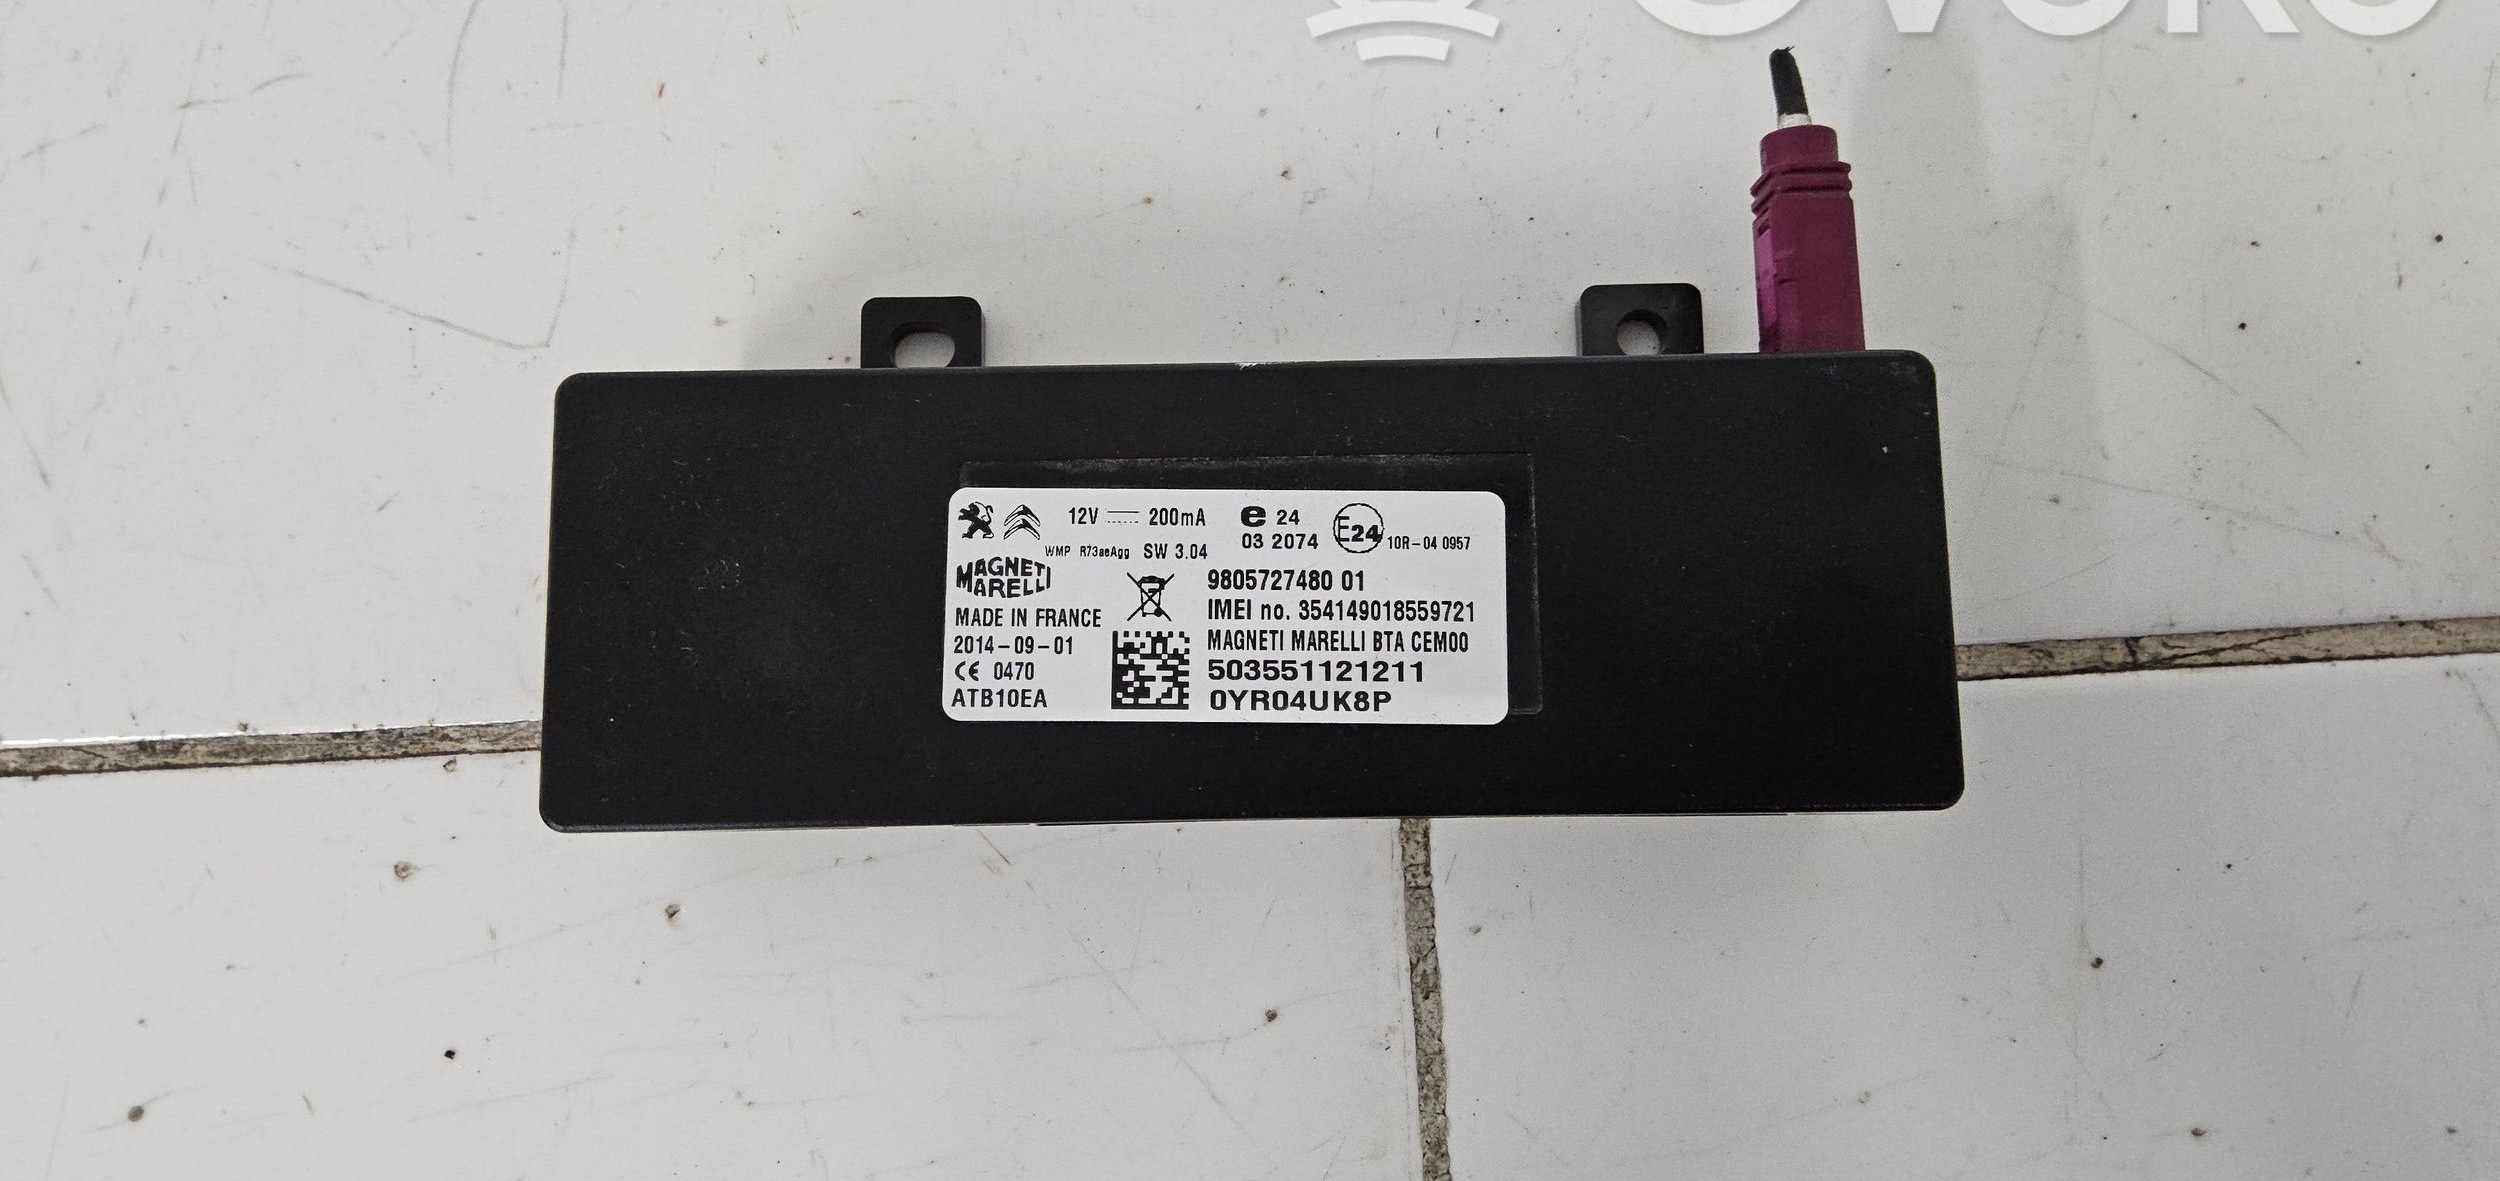 12V 200mA e 24 E24
03 2074 10R-04 0957
WMP R73aeAgg SW 3.04
MAGNETI MARELLI
9805727480 01
IMEI no. 354149018559721
MADE IN FRANCE
MAGNETI MARELLI BTA CEM00
2014-09-01
503551121211
CE 0470
ATB10EA
0YR04UK8P